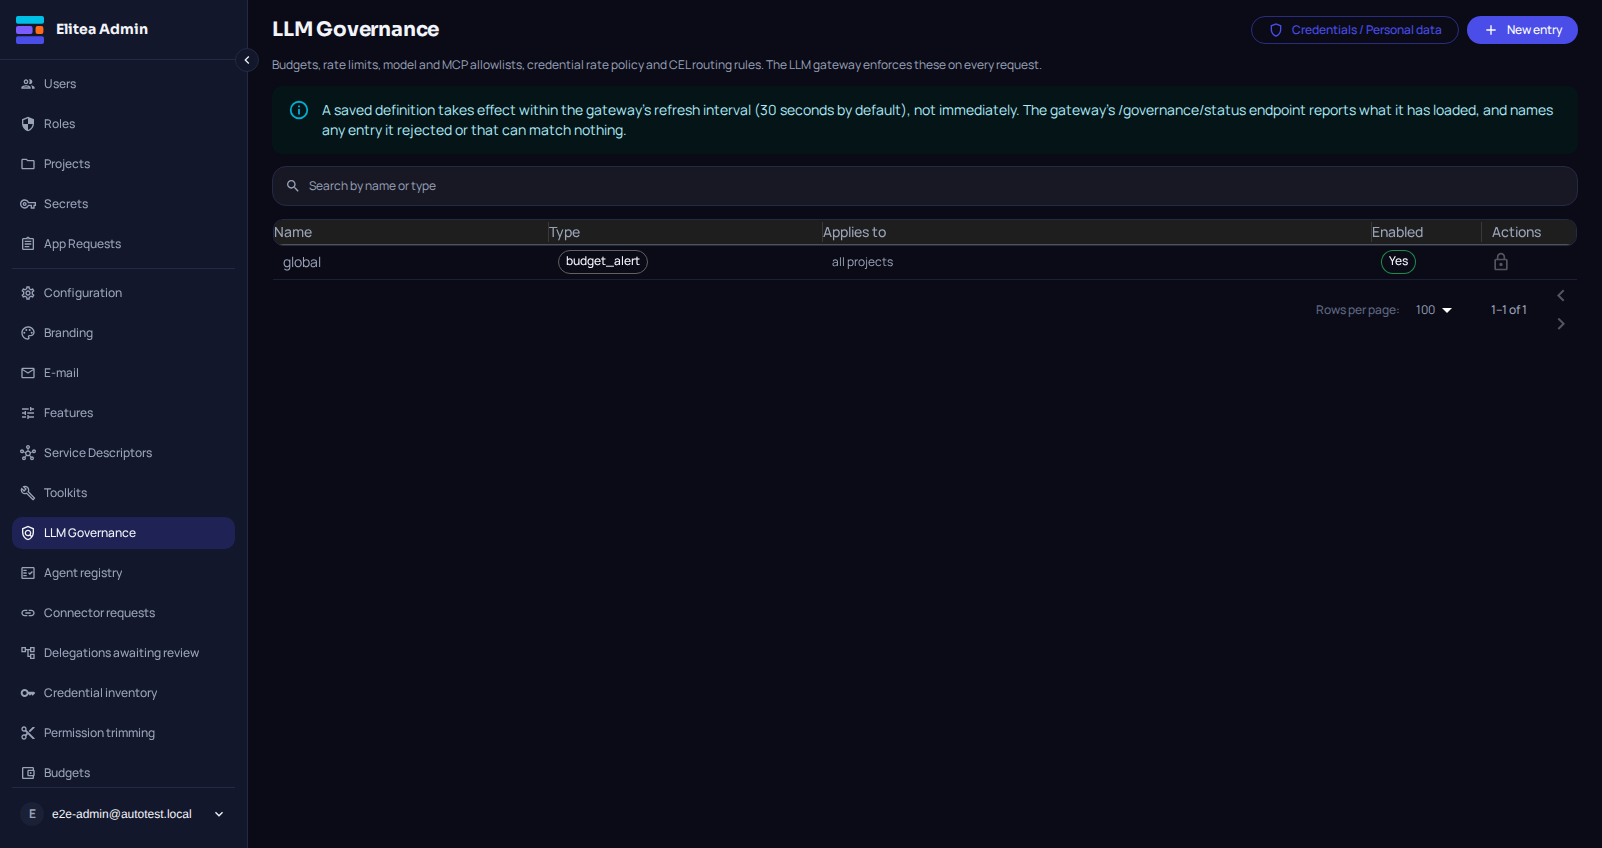 Elitea Admin
Users
Roles
Projects
Secrets
App Requests
Configuration
Branding
E-mail
Features
Service Descriptors
Toolkits
LLM Governance
Agent registry
Connector requests
Delegations awaiting review
Credential inventory
Permission trimming
Budgets
E e2e-admin@autotest.local
LLM Governance
Credentials / Personal data
New entry
Budgets, rate limits, model and MCP allowlists, credential rate policy and CEL routing rules. The LLM gateway enforces these on every request.
A saved definition takes effect within the gateway's refresh interval (30 seconds by default), not immediately. The gateway's /governance/status endpoint reports what it has loaded, and names
any entry it rejected or that can match nothing.
Search by name or type
Name Type Applies to Enabled Actions
global budget_alert all projects Yes
Rows per page: 100 1–1 of 1